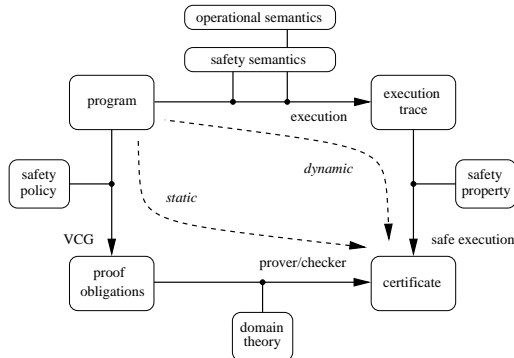 operational semantics
safety semantics
program
execution
execution
trace
dynamic
safety
policy
static
safety
property
VCG
safe execution
proof
obligations
prover/checker
certificate
domain
theory